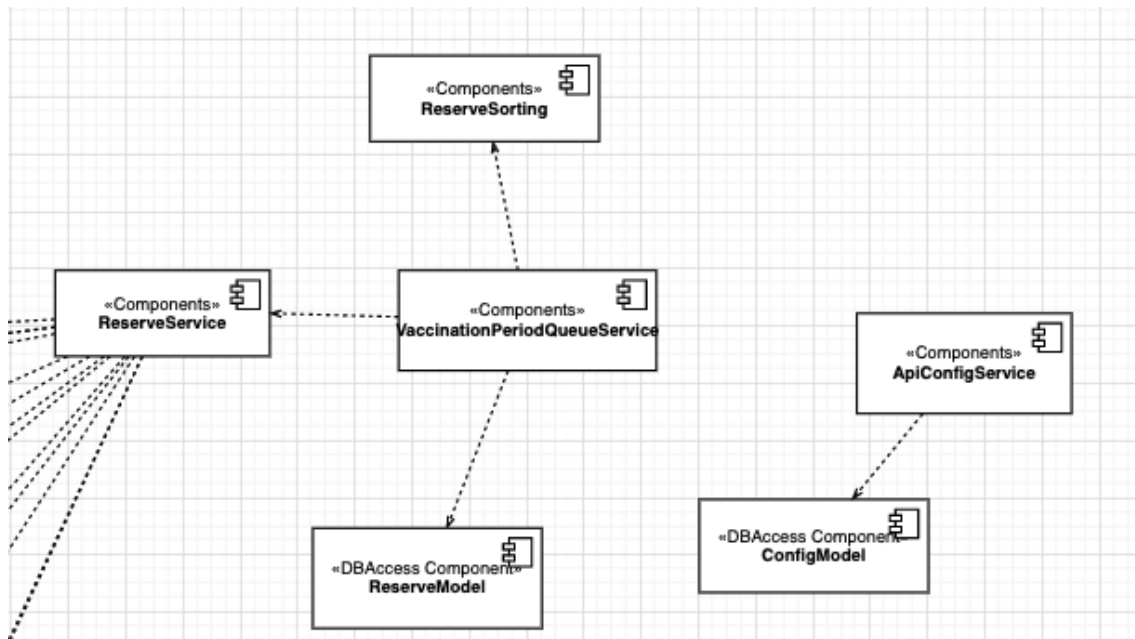 «Components»
ReserveSorting
«Components»
ReserveService
«Components»
VaccinationPeriodQueueService
«Components»
ApiConfigService
«DBAccess Component»
ReserveModel
«DBAccess Component»
ConfigModel